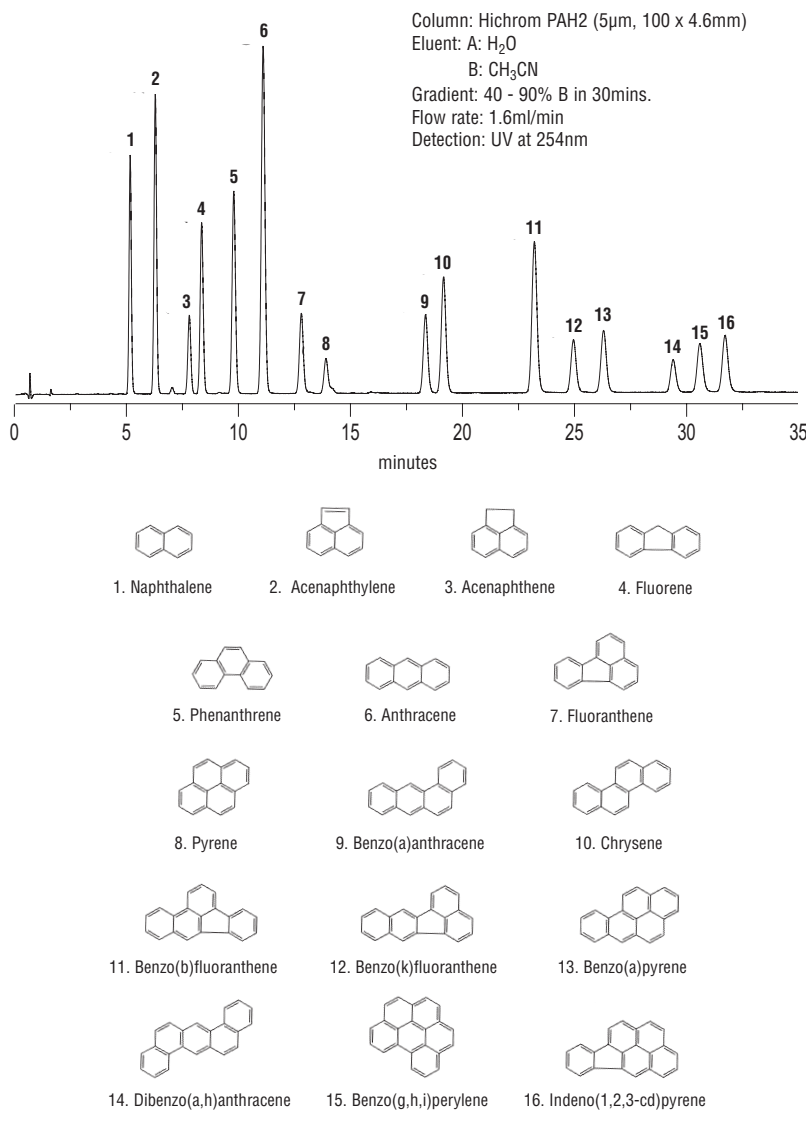 Column: Hichrom PAH2 (5µm, 100 x 4.6mm)
Eluent: A: H₂O
B: CH₃CN
Gradient: 40 - 90% B in 30mins.
Flow rate: 1.6ml/min
Detection: UV at 254nm
1
2
3
4
5
6
7
8
9
10
11
12
13
14
15
16
0 5 10 15 20 25 30 35
minutes
1. Naphthalene 2. Acenaphthylene 3. Acenaphthene 4. Fluorene
5. Phenanthrene 6. Anthracene 7. Fluoranthene
8. Pyrene 9. Benzo(a)anthracene 10. Chrysene
11. Benzo(b)fluoranthene 12. Benzo(k)fluoranthene 13. Benzo(a)pyrene
14. Dibenzo(a,h)anthracene 15. Benzo(g,h,i)perylene 16. Indeno(1,2,3-cd)pyrene